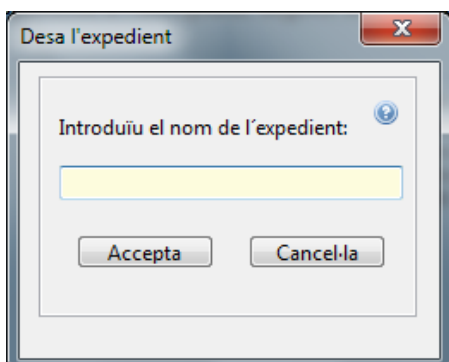 Desa l'expedient
Introduïu el nom de l´expedient:
Accepta
Cancel·la